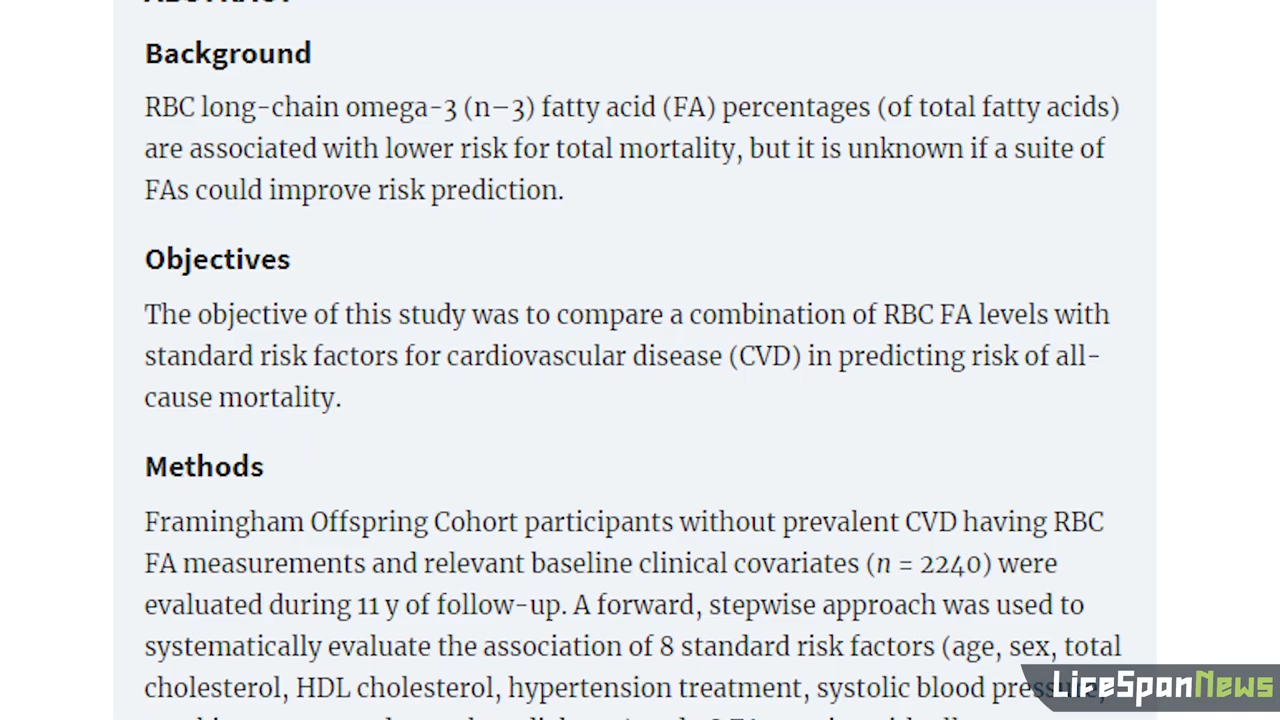 Background
RBC long-chain omega-3 (n–3) fatty acid (FA) percentages (of total fatty acids)
are associated with lower risk for total mortality, but it is unknown if a suite of
FAs could improve risk prediction.
Objectives
The objective of this study was to compare a combination of RBC FA levels with
standard risk factors for cardiovascular disease (CVD) in predicting risk of all-
cause mortality.
Methods
Framingham Offspring Cohort participants without prevalent CVD having RBC
FA measurements and relevant baseline clinical covariates (n = 2240) were
evaluated during 11 y of follow-up. A forward, stepwise approach was used to
systematically evaluate the association of 8 standard risk factors (age, sex, total
cholesterol, HDL cholesterol, hypertension treatment, systolic blood pressure,
LifeSpanNews